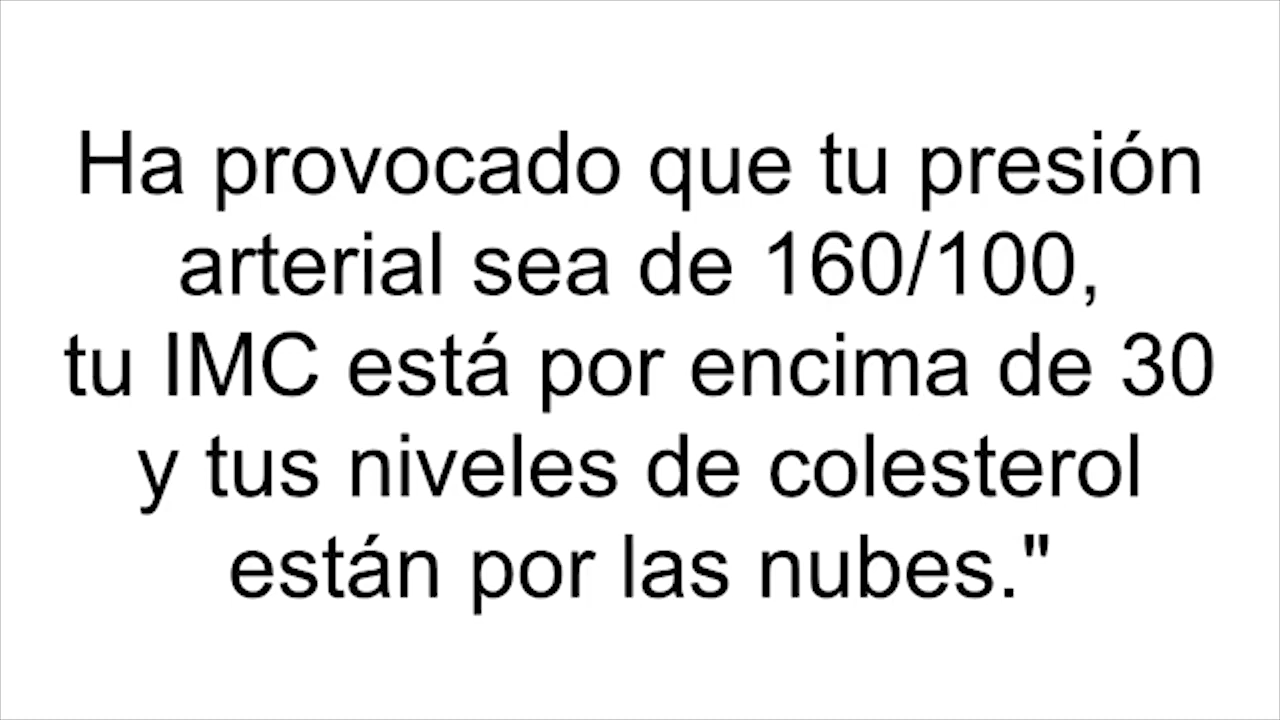 Ha provocado que tu presión
arterial sea de 160/100,
tu IMC está por encima de 30
y tus niveles de colesterol
están por las nubes."